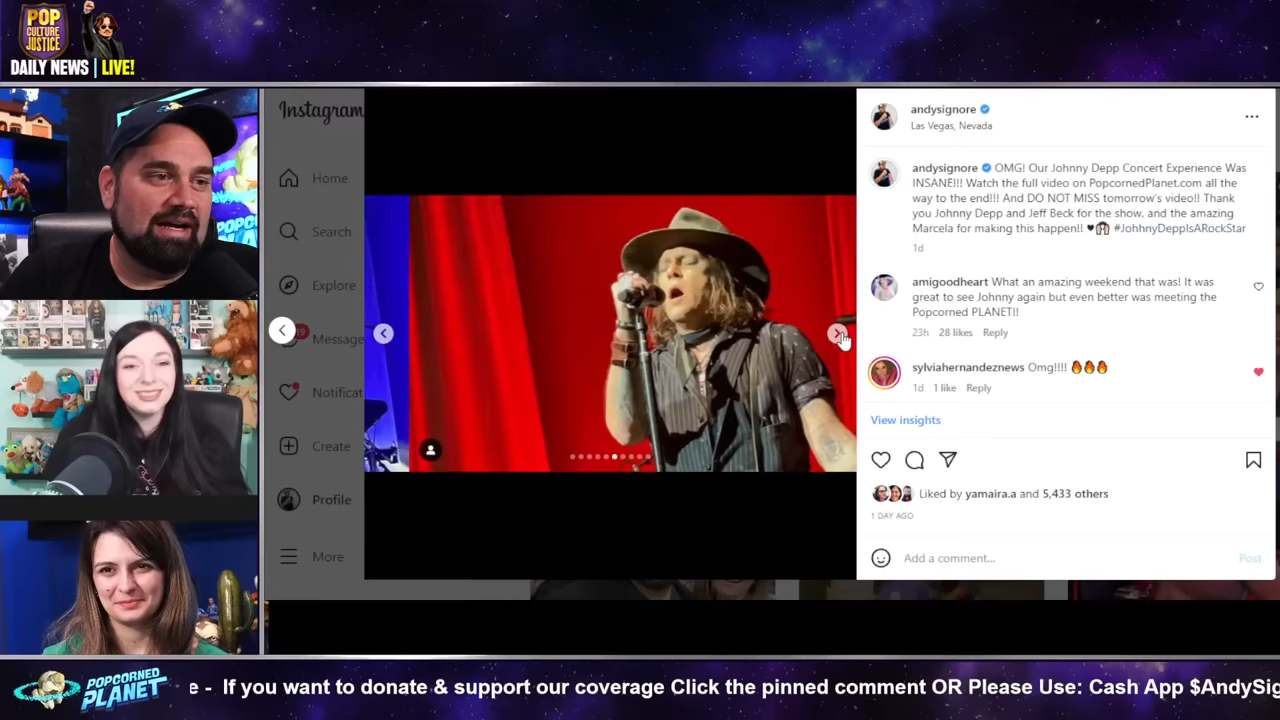 POP
CULTURE
JUSTICE
DAILY NEWS | LIVE!
Instagram
Home
Search
Explore
Message
Notificat
Create
Profile
More
andysignore
Las Vegas, Nevada
andysignore OMG! Our Johnny Depp Concert Experience Was
INSANE!!! Watch the full video on PopcornedPlanet.com all the
way to the end!!! And DO NOT MISS tomorrow's video!! Thank
you Johnny Depp and Jeff Beck for the show, and the amazing
Marcela for making this happen!! #JohhnyDeppIsARockStar
1d
amigoodheart What an amazing weekend that was! It was
great to see Johnny again but even better was meeting the
Popcorned PLANET!!
23h 28 likes Reply
sylviahernandeznews Omg!!!! 🔥🔥🔥
1d 1 like Reply
View insights
Liked by yamaira.a and 5,433 others
1 DAY AGO
Add a comment...
Post
POPCORNED
PLANET
e - If you want to donate & support our coverage Click the pinned comment OR Please Use: Cash App $AndySig